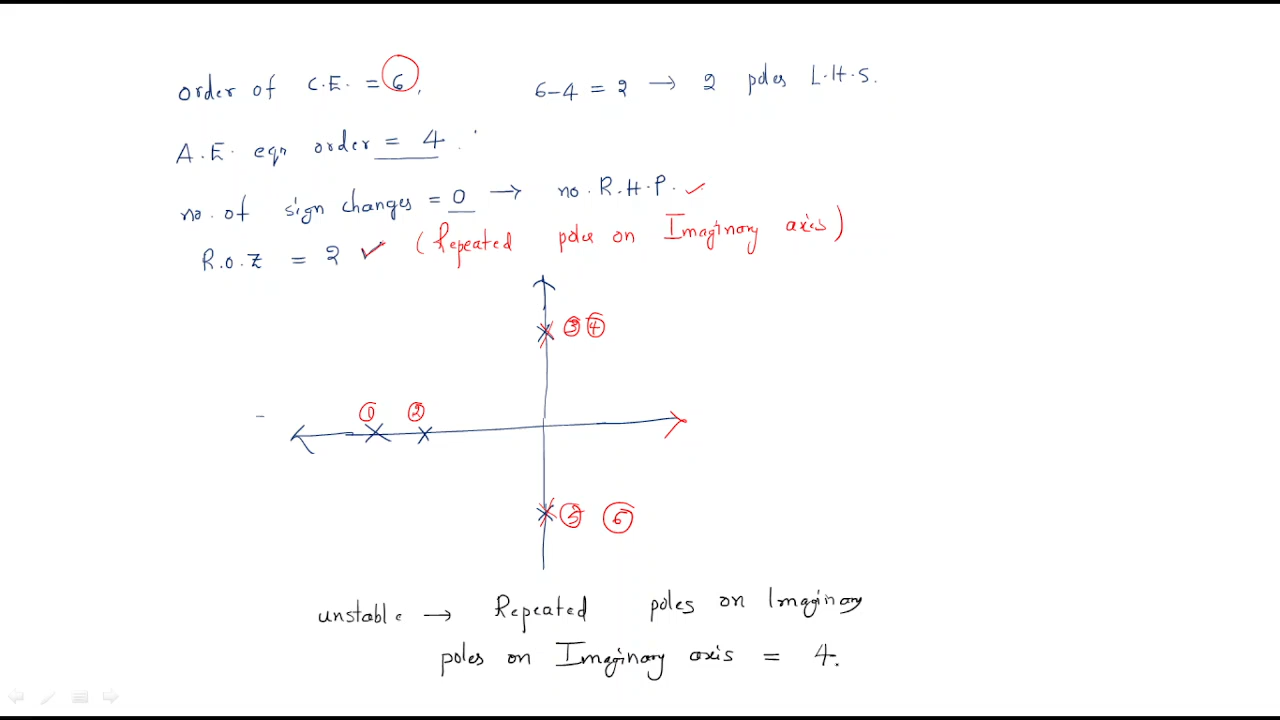 order of C.E. = 6. 6-4 = 2 → 2 poles L.H.S.
A.E. eqn order = 4.
no. of sign changes = 0 → no. R.H.P. ✓
R.O.Z = 2 ✓ (Repeated poles on Imaginary axis)
③ ④
① ②
⑤ ⑥
unstable → Repeated poles on Imaginary
poles on Imaginary axis = 4.